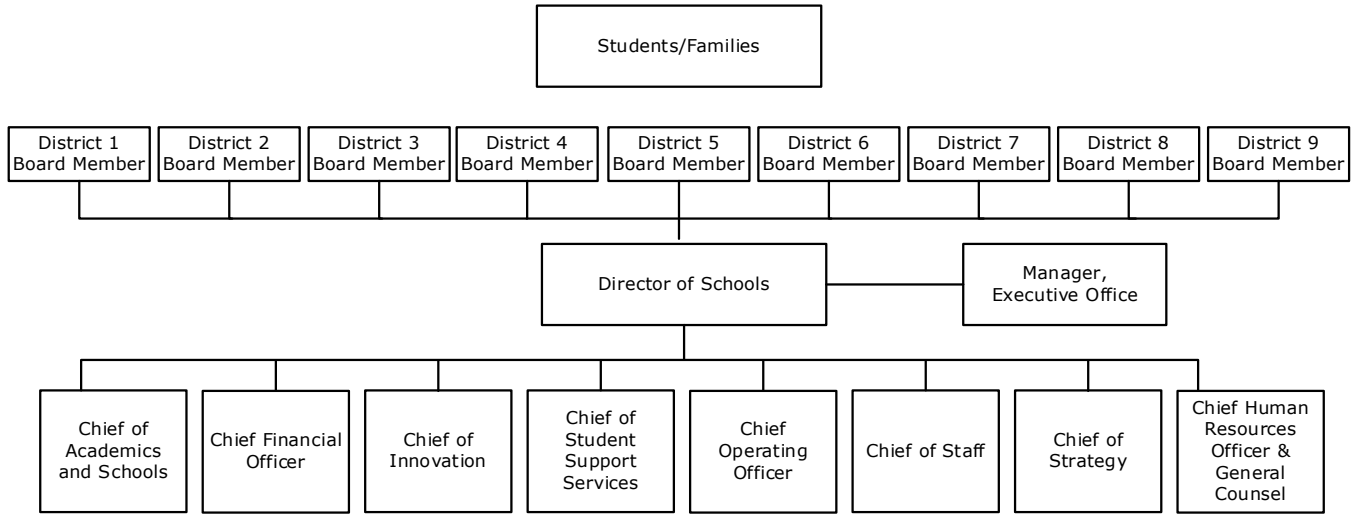 Students/Families
District 1
Board Member
District 2
Board Member
District 3
Board Member
District 4
Board Member
District 5
Board Member
District 6
Board Member
District 7
Board Member
District 8
Board Member
District 9
Board Member
Director of Schools
Manager,
Executive Office
Chief of
Academics
and Schools
Chief Financial
Officer
Chief of
Innovation
Chief of
Student
Support
Services
Chief
Operating
Officer
Chief of Staff
Chief of
Strategy
Chief Human
Resources
Officer &
General
Counsel